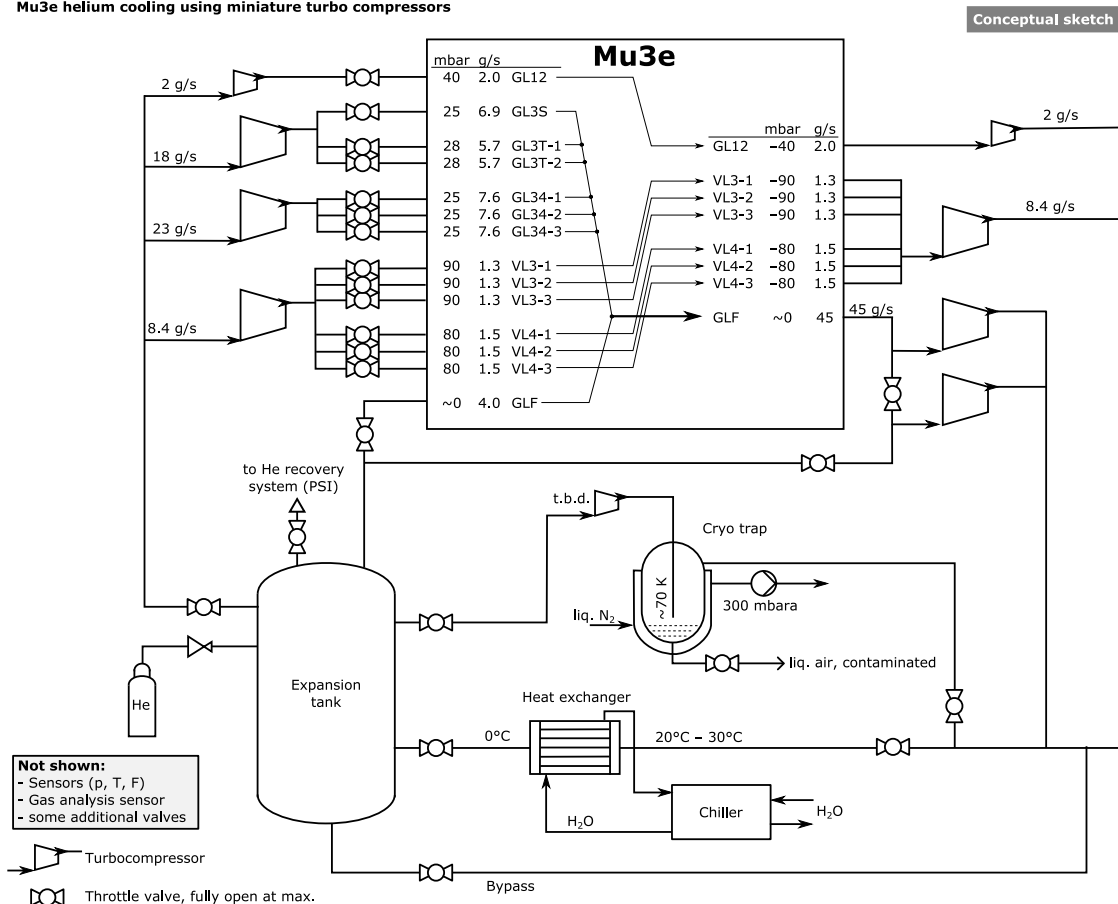 Mu3e helium cooling using miniature turbo compressors
Conceptual sketch
Mu3e
mbar g/s
40 2.0 GL12
25 6.9 GL3S
28 5.7 GL3T-1
28 5.7 GL3T-2
25 7.6 GL34-1
25 7.6 GL34-2
25 7.6 GL34-3
90 1.3 VL3-1
90 1.3 VL3-2
90 1.3 VL3-3
80 1.5 VL4-1
80 1.5 VL4-2
80 1.5 VL4-3
~0 4.0 GLF
mbar g/s
GL12 −40 2.0
VL3-1 −90 1.3
VL3-2 −90 1.3
VL3-3 −90 1.3
VL4-1 −80 1.5
VL4-2 −80 1.5
VL4-3 −80 1.5
GLF ~0 45
2 g/s
18 g/s
23 g/s
8.4 g/s
2 g/s
8.4 g/s
45 g/s
to He recovery
system (PSI)
t.b.d.
Cryo trap
~70 K
300 mbara
liq. N₂
liq. air, contaminated
He
Expansion
tank
Heat exchanger
0°C
20°C – 30°C
Chiller
H₂O
H₂O
Bypass
Not shown:
- Sensors (p, T, F)
- Gas analysis sensor
- some additional valves
Turbocompressor
Throttle valve, fully open at max.